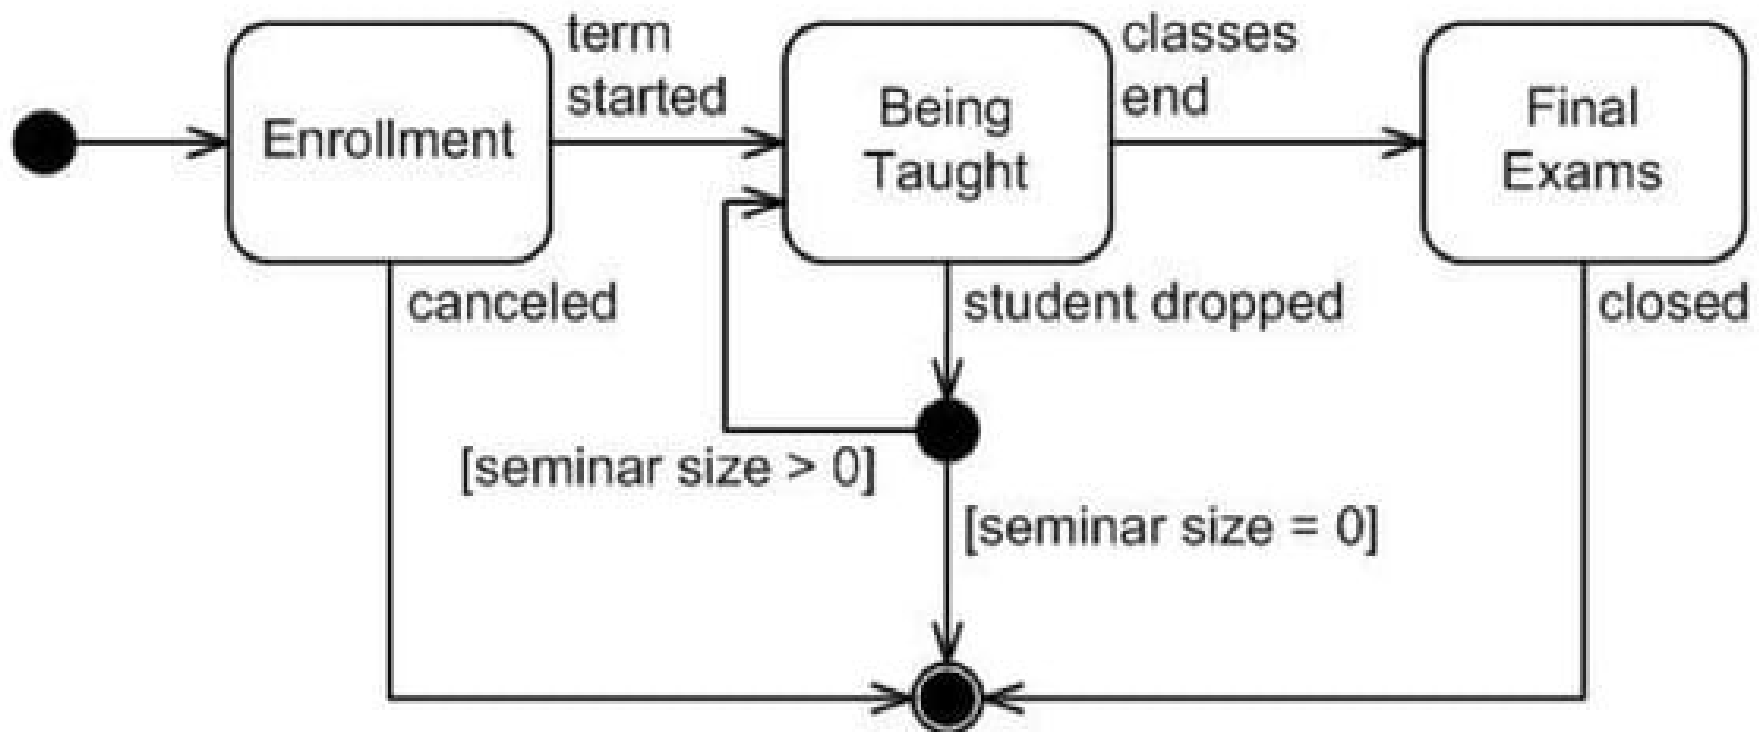 term
started
classes
end
Enrollment
Being
Taught
Final
Exams
canceled
student dropped
closed
[seminar size > 0]
[seminar size = 0]